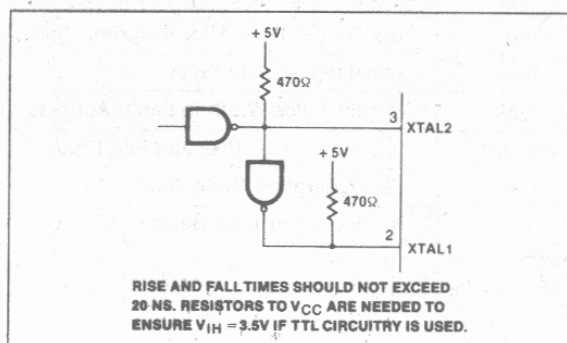 + 5V
470Ω
3
XTAL2
+ 5V
470Ω
2
XTAL1
RISE AND FALL TIMES SHOULD NOT EXCEED
20 NS. RESISTORS TO VCC ARE NEEDED TO
ENSURE VIH = 3.5V IF TTL CIRCUITRY IS USED.